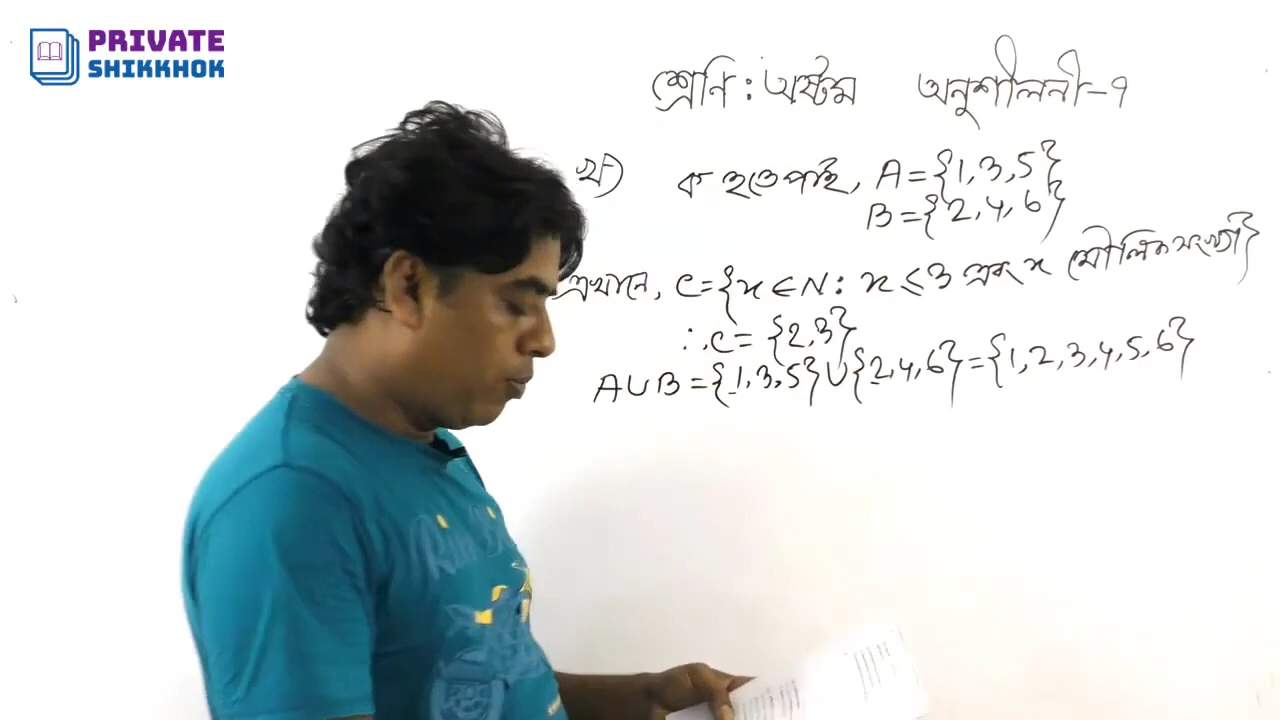 PRIVATE
SHIKKHOK
শ্রেণি : অষ্টম অনুশীলনী-৭
খ) ক হতে পাই, A = {1, 3, 5}
B = {2, 4, 6}
এখানে, C = {x ∈ N : x ≤ 3 এবং x মৌলিক সংখ্যা}
∴ C = {2, 3}
A∪B = {1, 3, 5} ∪ {2, 4, 6} = {1, 2, 3, 4, 5, 6}